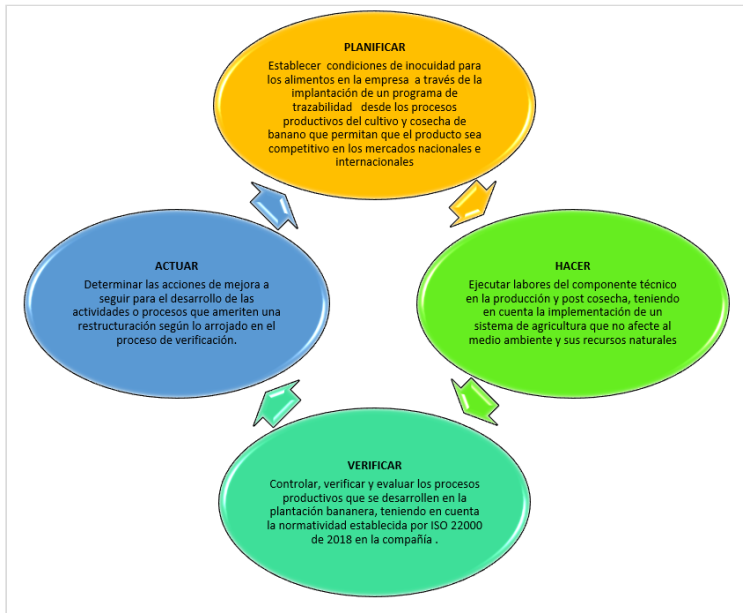 PLANIFICAR
Establecer condiciones de inocuidad para
los alimentos en la empresa a través de la
implantación de un programa de
trazabilidad desde los procesos
productivos del cultivo y cosecha de
banano que permitan que el producto sea
competitivo en los mercados nacionales e
internacionales
ACTUAR
Determinar las acciones de mejora a
seguir para el desarrollo de las
actividades o procesos que ameriten una
restructuración según lo arrojado en el
proceso de verificación.
HACER
Ejecutar labores del componente técnico
en la producción y post cosecha, teniendo
en cuenta la implementación de un
sistema de agricultura que no afecte al
medio ambiente y sus recursos naturales
VERIFICAR
Controlar, verificar y evaluar los procesos
productivos que se desarrollen en la
plantación bananera, teniendo en cuenta
la normatividad establecida por ISO 22000
de 2018 en la compañía .